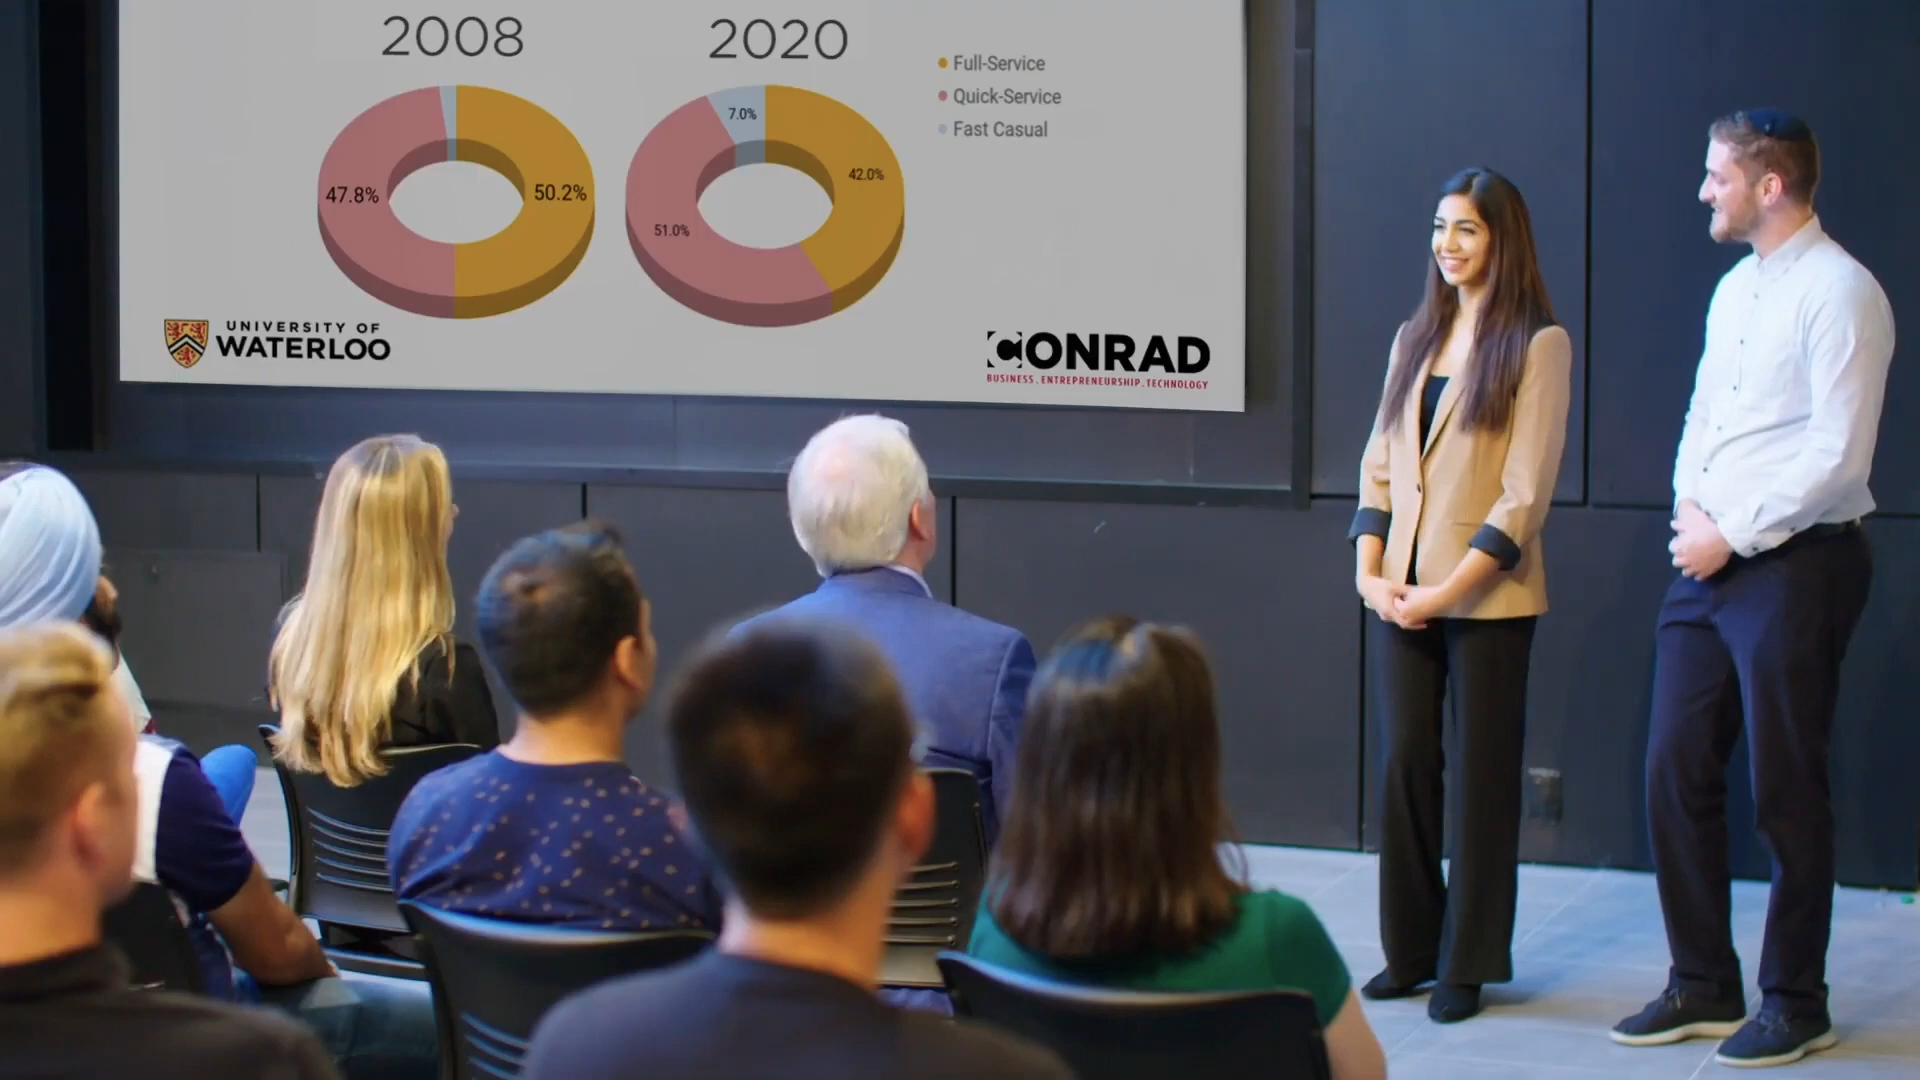 2008
2020
Full-Service
Quick-Service
Fast Casual
47.8%
50.2%
7.0%
42.0%
51.0%
UNIVERSITY OF
WATERLOO
CONRAD
BUSINESS . ENTREPRENEURSHIP . TECHNOLOGY